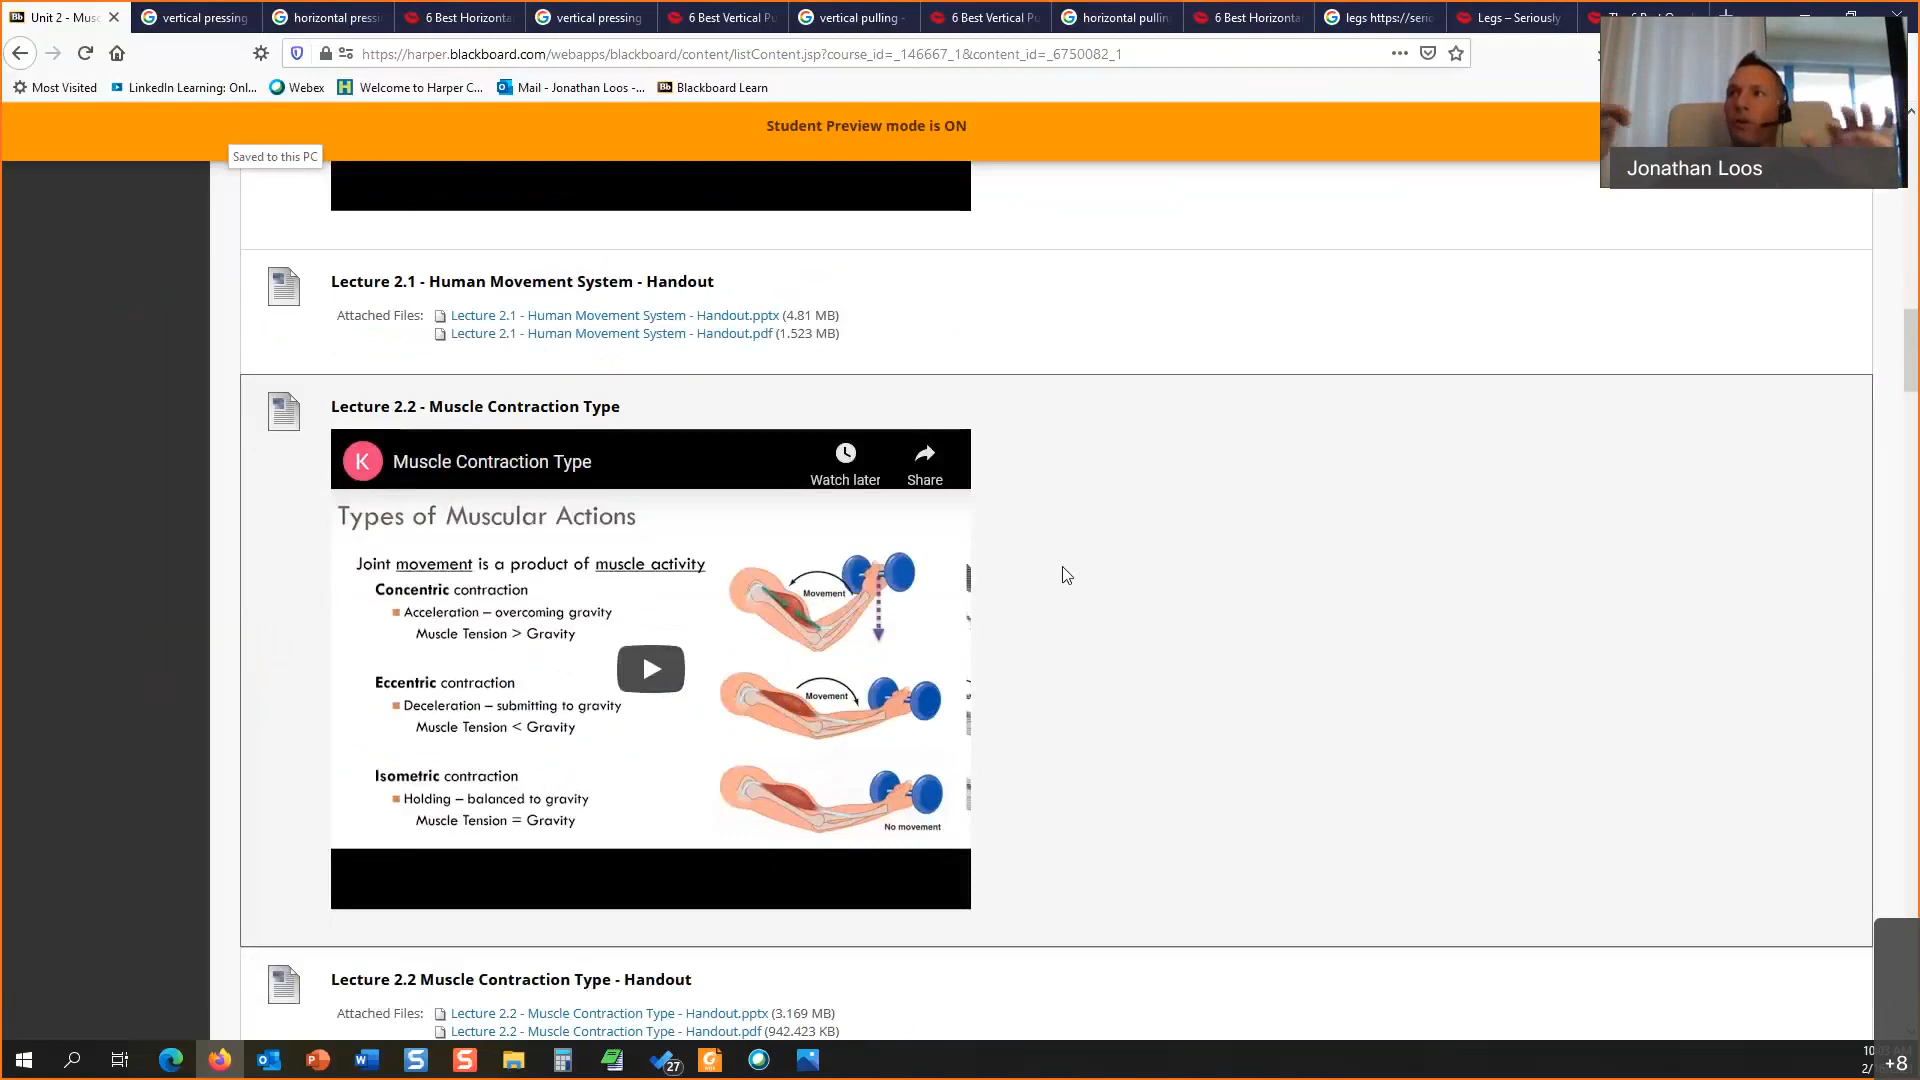 Unit 2 - Musc
vertical pressing
horizontal pressi
6 Best Horizonta
vertical pressing
6 Best Vertical Pu
vertical pulling -
6 Best Vertical Pu
horizontal pullin
6 Best Horizonta
legs https://serio
Legs – Seriously
https://harper.blackboard.com/webapps/blackboard/content/listContent.jsp?course_id=_146667_1&content_id=_6750082_1
Most Visited
LinkedIn Learning: Onl...
Webex
Welcome to Harper C...
Mail - Jonathan Loos -...
Bb
Blackboard Learn
Student Preview mode is ON
Saved to this PC
Jonathan Loos
Lecture 2.1 - Human Movement System - Handout
Attached Files:
Lecture 2.1 - Human Movement System - Handout.pptx (4.81 MB)
Lecture 2.1 - Human Movement System - Handout.pdf (1.523 MB)
Lecture 2.2 - Muscle Contraction Type
K
Muscle Contraction Type
Watch later
Share
Types of Muscular Actions
Joint movement is a product of muscle activity
Concentric contraction
Acceleration – overcoming gravity
Muscle Tension > Gravity
Movement
Eccentric contraction
Deceleration – submitting to gravity
Muscle Tension < Gravity
Movement
Isometric contraction
Holding – balanced to gravity
Muscle Tension = Gravity
No movement
Lecture 2.2 Muscle Contraction Type - Handout
Attached Files:
Lecture 2.2 - Muscle Contraction Type - Handout.pptx (3.169 MB)
Lecture 2.2 - Muscle Contraction Type - Handout.pdf (942.423 KB)
27
+8